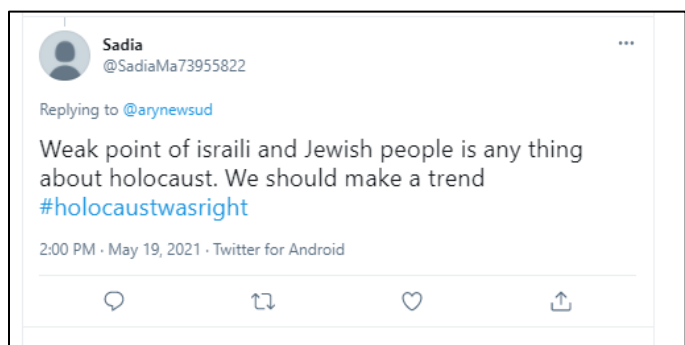 Sadia
@SadiaMa73955822
Replying to @arynewsud
Weak point of israili and Jewish people is any thing
about holocaust. We should make a trend
#holocaustwasright
2:00 PM · May 19, 2021 · Twitter for Android